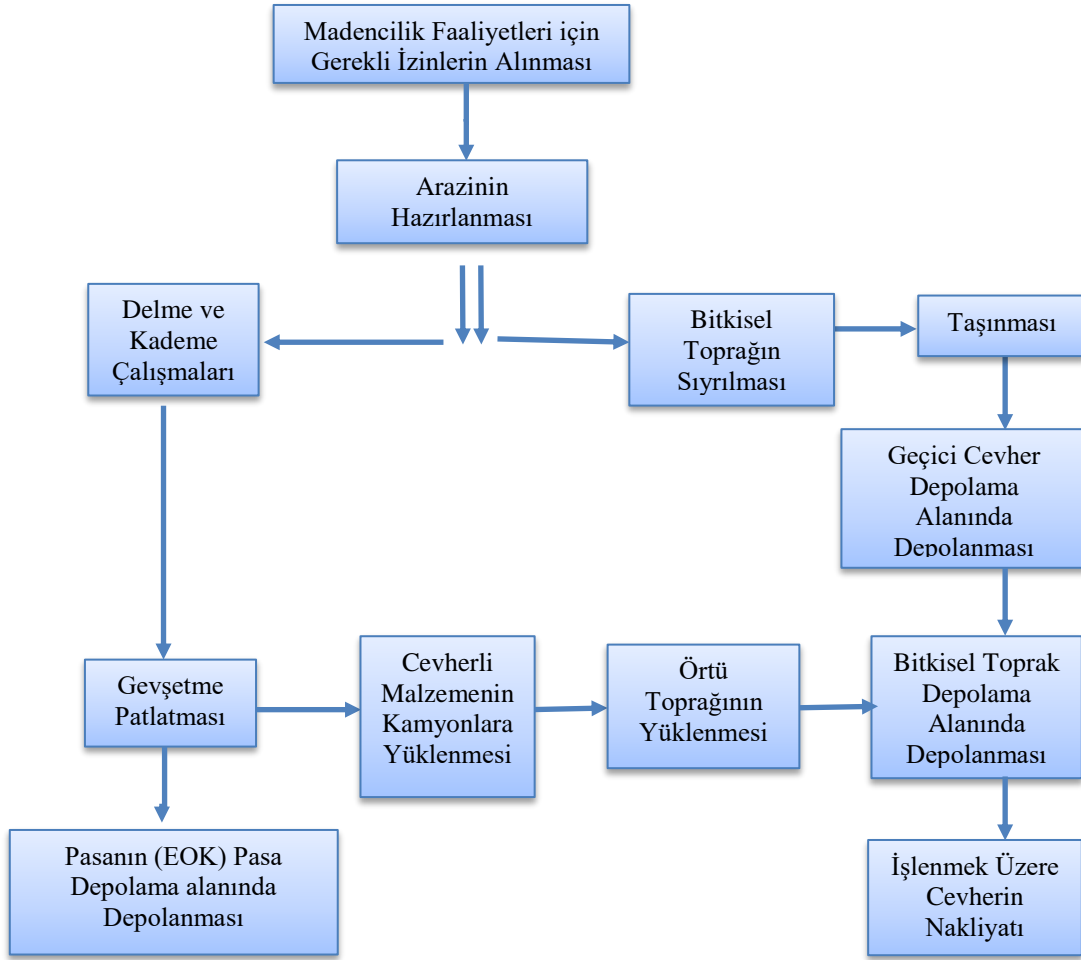 Madencilik Faaliyetleri için
Gerekli İzinlerin Alınması
Arazinin
Hazırlanması
Delme ve
Kademe
Çalışmaları
Bitkisel
Toprağın
Sıyrılması
Taşınması
Geçici Cevher
Depolama
Alanında
Depolanması
Gevşetme
Patlatması
Cevherli
Malzemenin
Kamyonlara
Yüklenmesi
Örtü
Toprağının
Yüklenmesi
Bitkisel Toprak
Depolama
Alanında
Depolanması
Pasanın (EOK) Pasa
Depolama alanında
Depolanması
İşlenmek Üzere
Cevherin
Nakliyatı